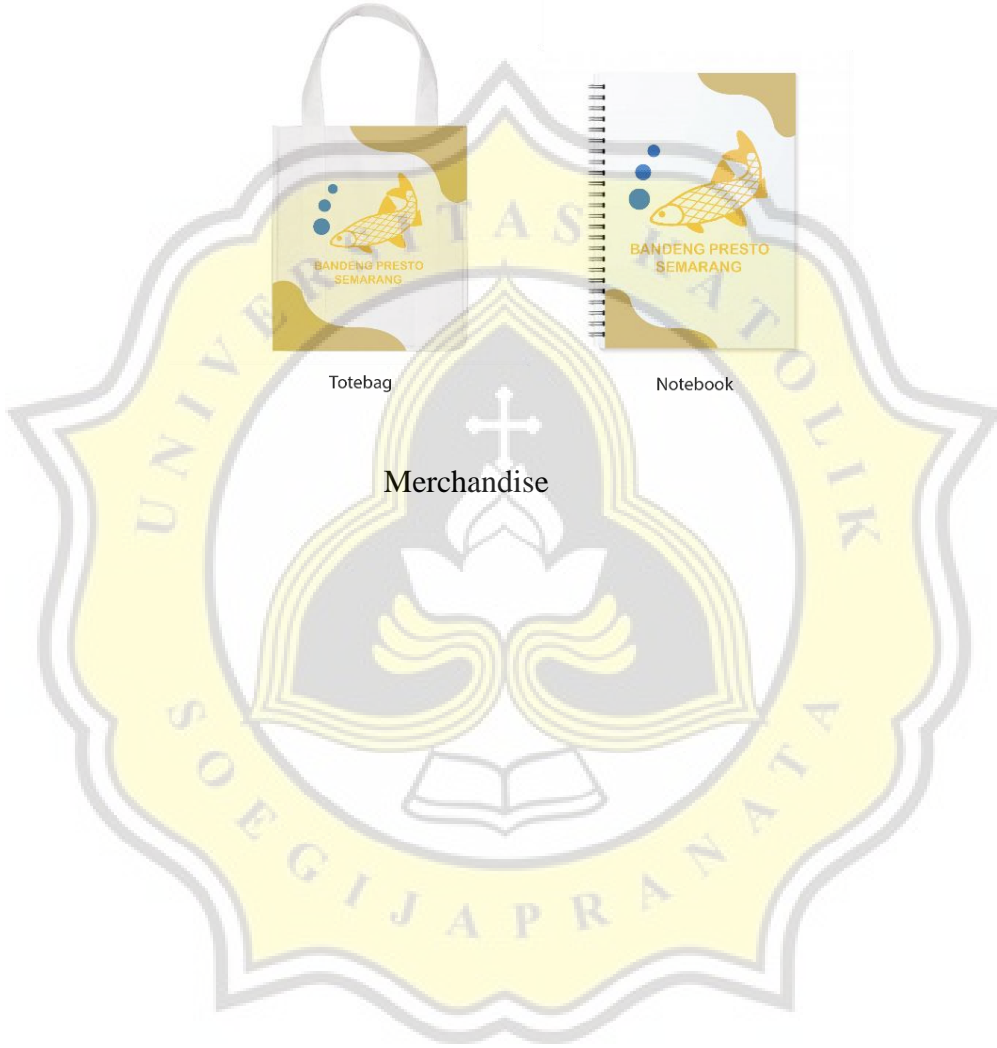 BANDENG PRESTO
SEMARANG
BANDENG PRESTO
SEMARANG
Totebag
Notebook
Merchandise
UNIVERSITAS KATOLIK
SOEGIJAPRANATA